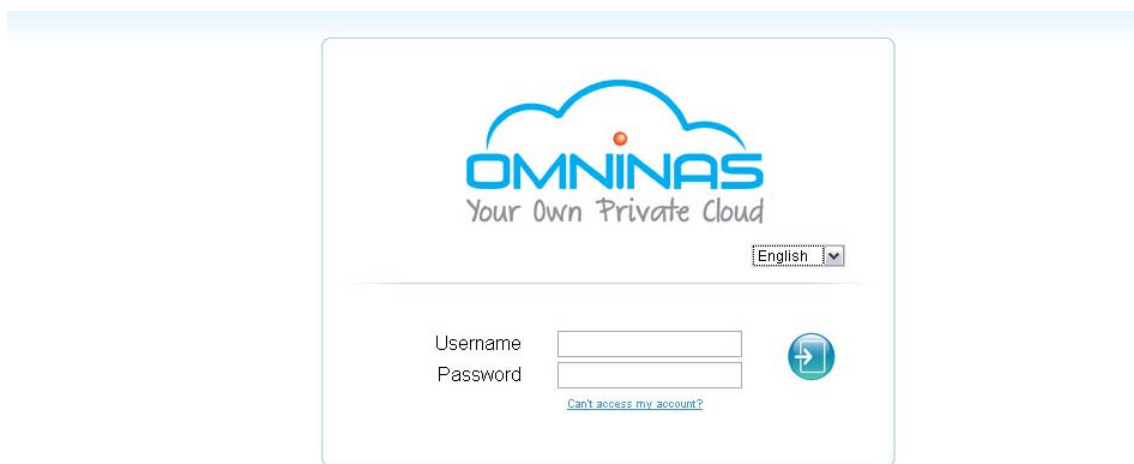 OMNINAS
Your Own Private Cloud
English
Username
Password
Can't access my account?